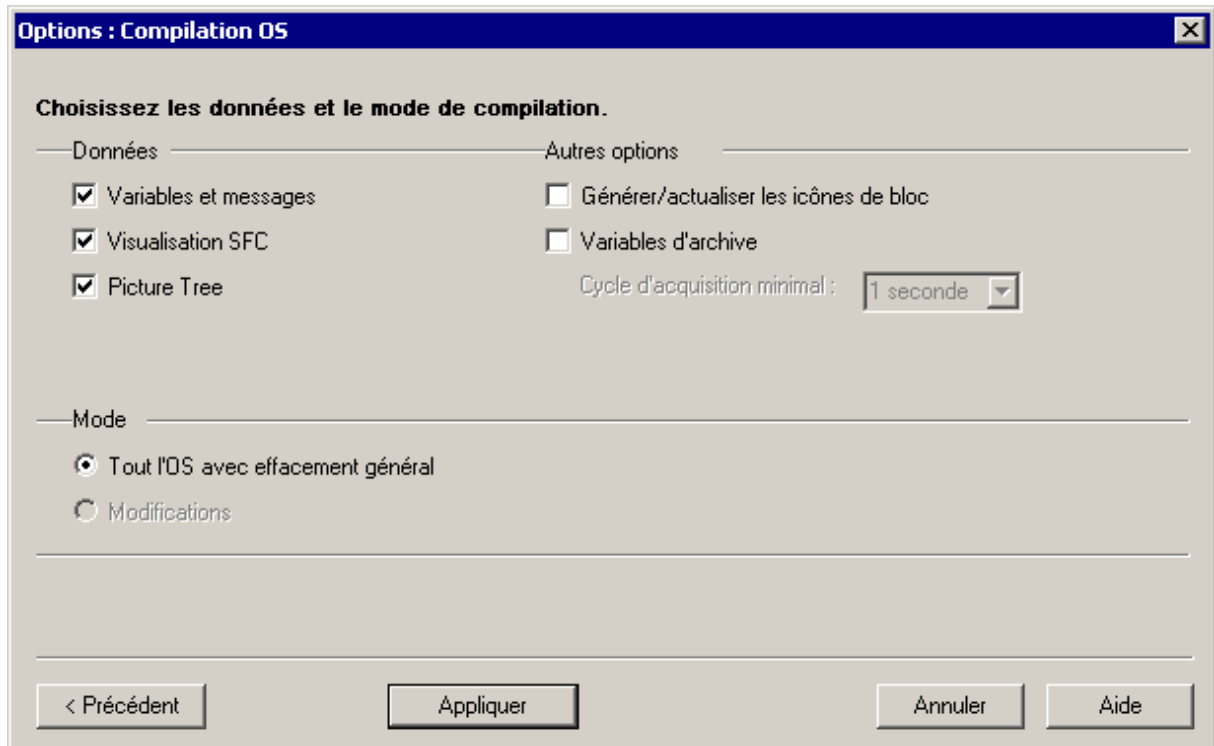 Options : Compilation OS
Choisissez les données et le mode de compilation.
Données
Autres options
Variables et messages
Générer/actualiser les icônes de bloc
Visualisation SFC
Variables d'archive
Picture Tree
Cycle d'acquisition minimal :
1 seconde
Mode
Tout l'OS avec effacement général
Modifications
< Précédent
Appliquer
Annuler
Aide